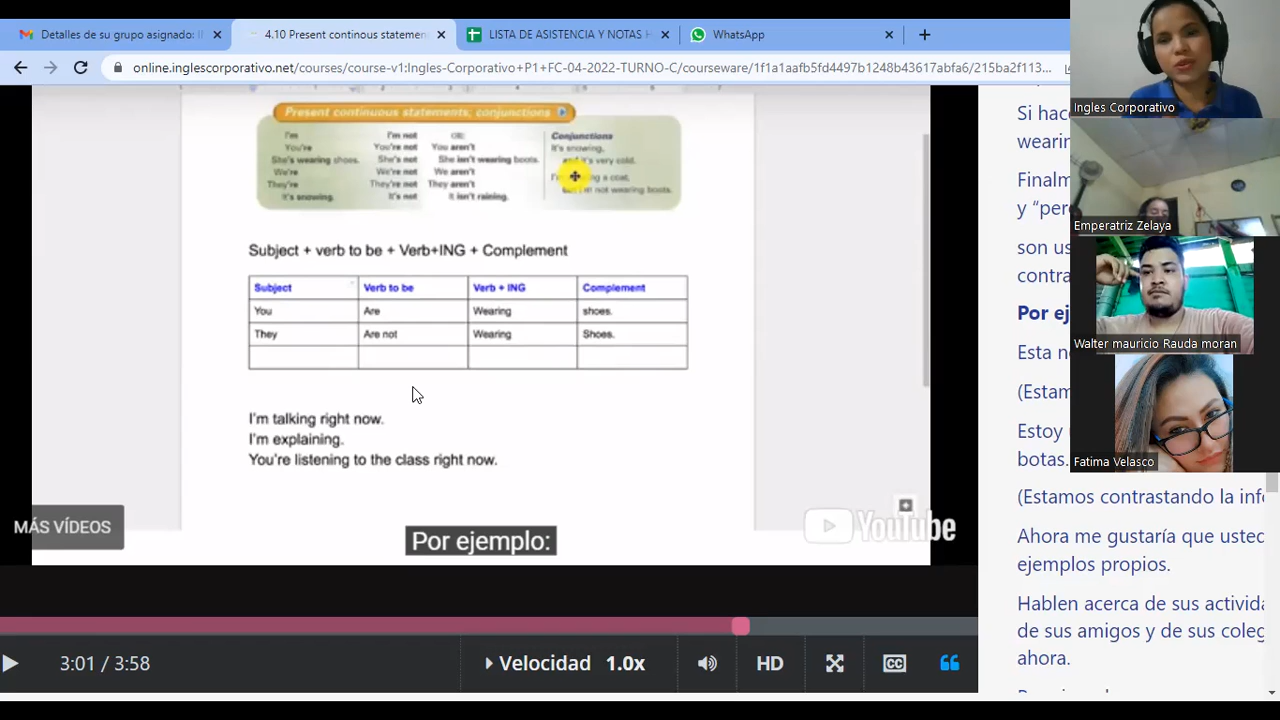 Detalles de su grupo asignado: I
4.10 Present continous statemen
LISTA DE ASISTENCIA Y NOTAS H
WhatsApp
online.inglescorporativo.net/courses/course-v1:Ingles-Corporativo+P1+FC-04-2022-TURNO-C/courseware/1f1a1aafb5fd4497b1248b43617abfa6/215ba2f113...
Present continuous statements; conjunctions
I'm
I'm not
OR:
Conjunctions
You're
You're not
You aren't
It's snowing,
She's wearing shoes.
She's not
She isn't wearing boots.
and it's very cold.
We're
We're not
We aren't
a coat,
They're
They're not
They aren't
I'm not wearing boots.
It's snowing.
It's not
It isn't raining.
Subject + verb to be + Verb+ING + Complement
Subject
Verb to be
Verb + ING
Complement
You
Are
Wearing
shoes.
They
Are not
Wearing
Shoes.
I'm talking right now.
I'm explaining.
You're listening to the class right now.
MÁS VÍDEOS
YouTube
Por ejemplo:
3:01 / 3:58
Velocidad 1.0x
HD
CC
Si hac
wearin
Finalm
y “per
son us
contra
Por ej
Esta n
(Estam
Estoy
botas.
(Estamos contrastando la inf
Ahora me gustaría que usted
ejemplos propios.
Hablen acerca de sus activida
de sus amigos y de sus coleg
ahora.
Ingles Corporativo
Emperatriz Zelaya
Walter mauricio Rauda moran
Fatima Velasco